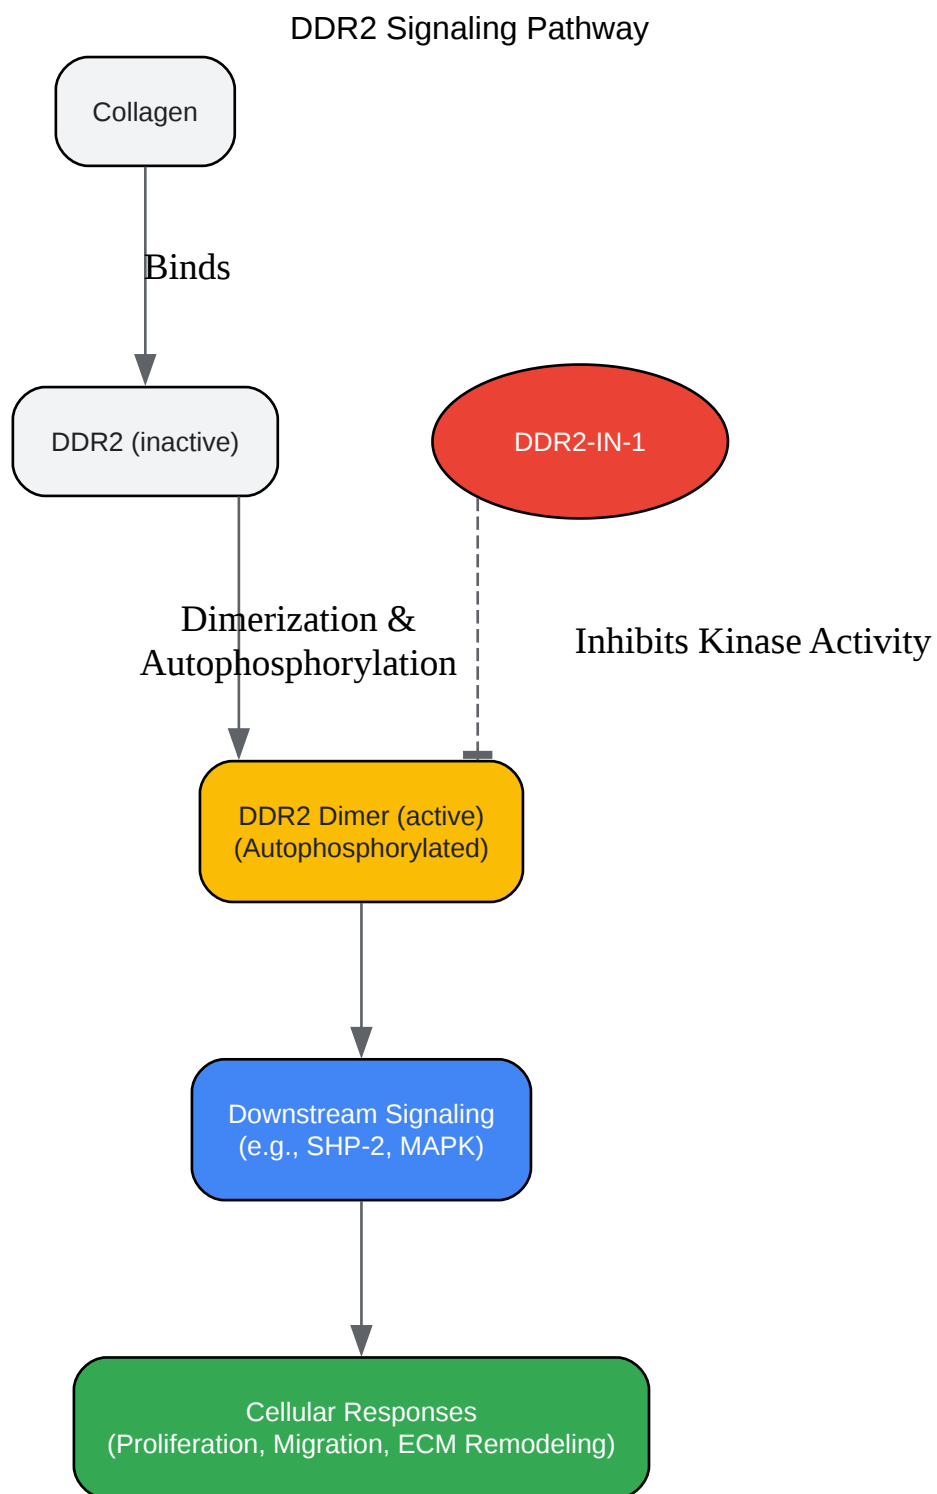 DDR2 Signaling Pathway
Collagen
Binds
DDR2 (inactive)
DDR2-IN-1
Dimerization &
Autophosphorylation
Inhibits Kinase Activity
DDR2 Dimer (active)
(Autophosphorylated)
Downstream Signaling
(e.g., SHP-2, MAPK)
Cellular Responses
(Proliferation, Migration, ECM Remodeling)